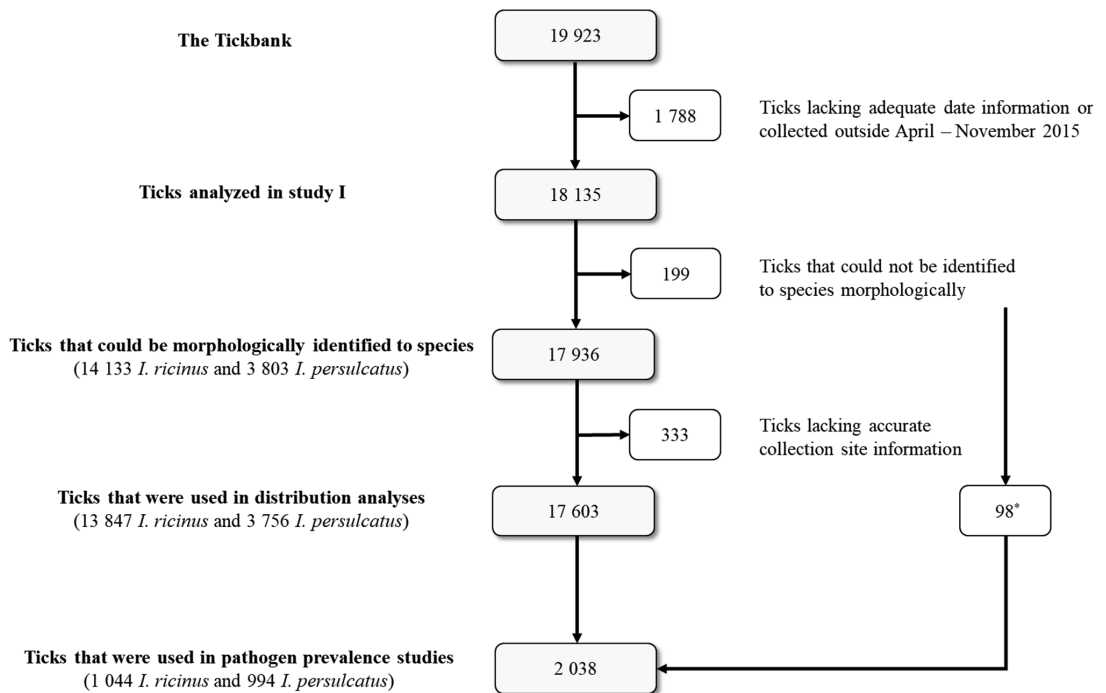 The Tickbank
19 923
1 788
Ticks lacking adequate date information or
collected outside April – November 2015
Ticks analyzed in study I
18 135
199
Ticks that could not be identified
to species morphologically
Ticks that could be morphologically identified to species
(14 133 I. ricinus and 3 803 I. persulcatus)
17 936
333
Ticks lacking accurate
collection site information
Ticks that were used in distribution analyses
(13 847 I. ricinus and 3 756 I. persulcatus)
17 603
98*
Ticks that were used in pathogen prevalence studies
(1 044 I. ricinus and 994 I. persulcatus)
2 038